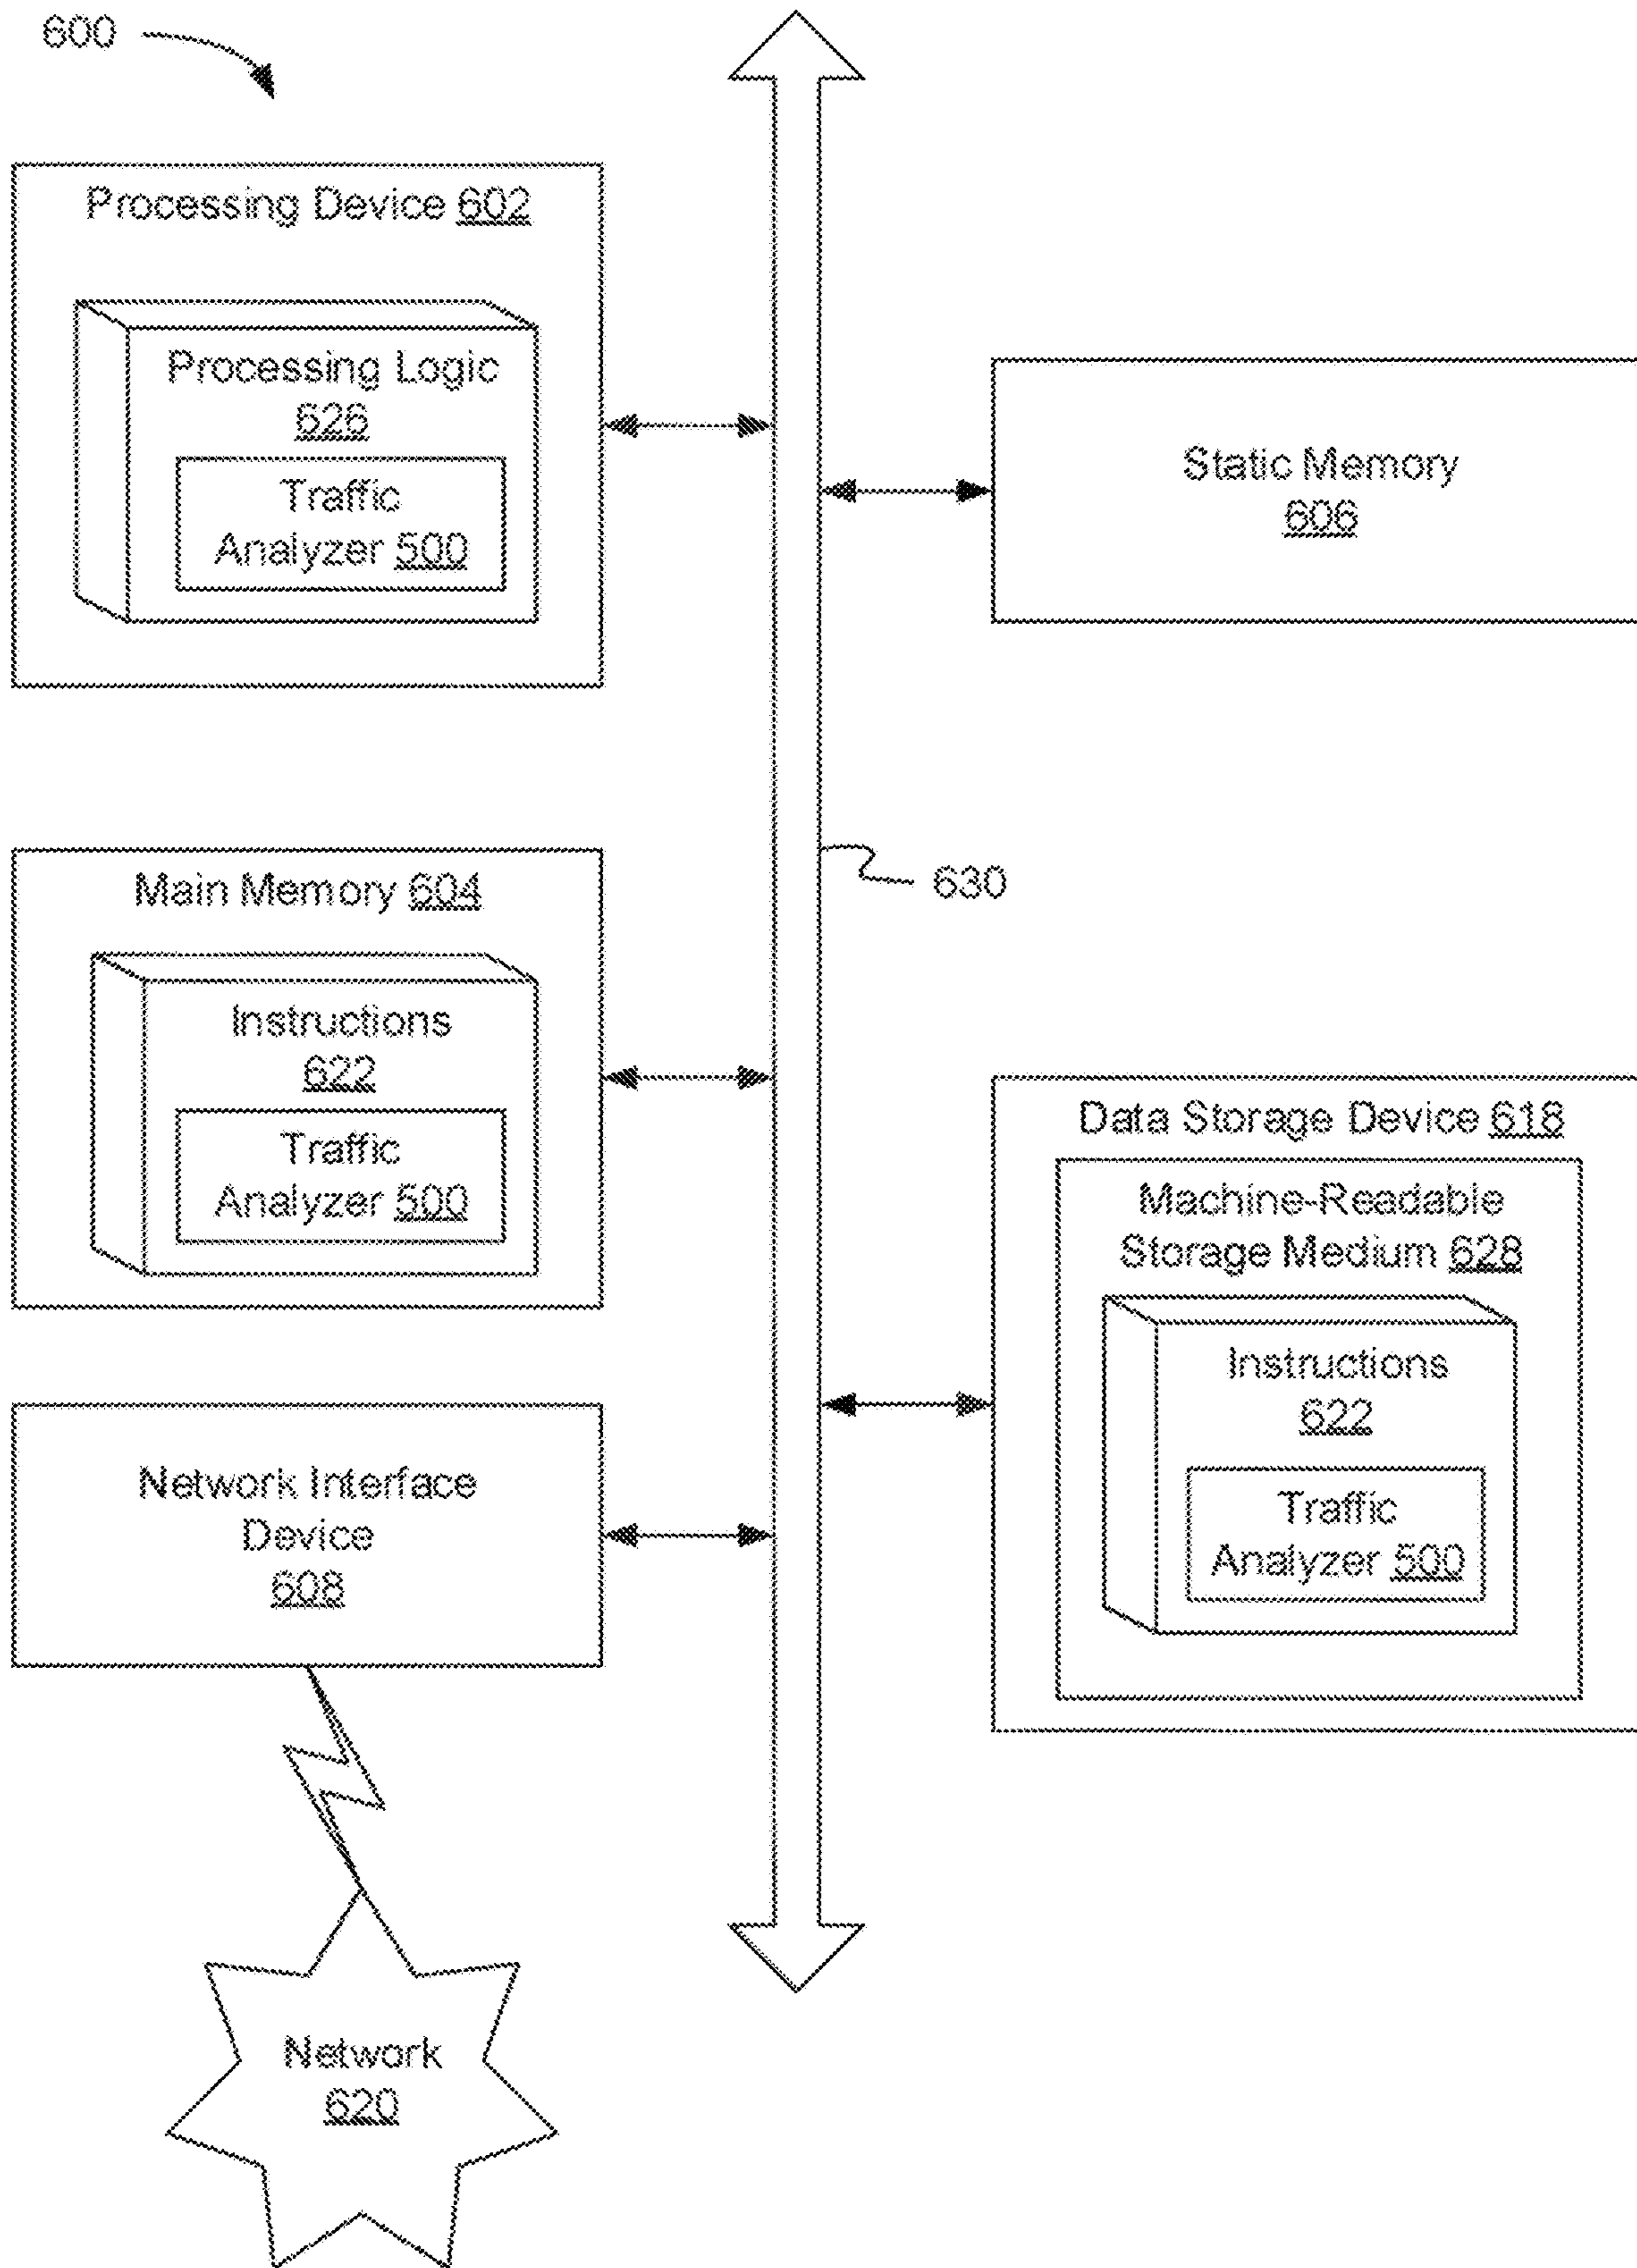 600
Processing Device 602
Processing Logic
626
Traffic
Analyzer 500
Static Memory
606
Main Memory 604
630
Instructions
622
Traffic
Analyzer 500
Data Storage Device 618
Machine-Readable
Storage Medium 628
Instructions
622
Traffic
Analyzer 500
Network Interface
Device
608
Network
620